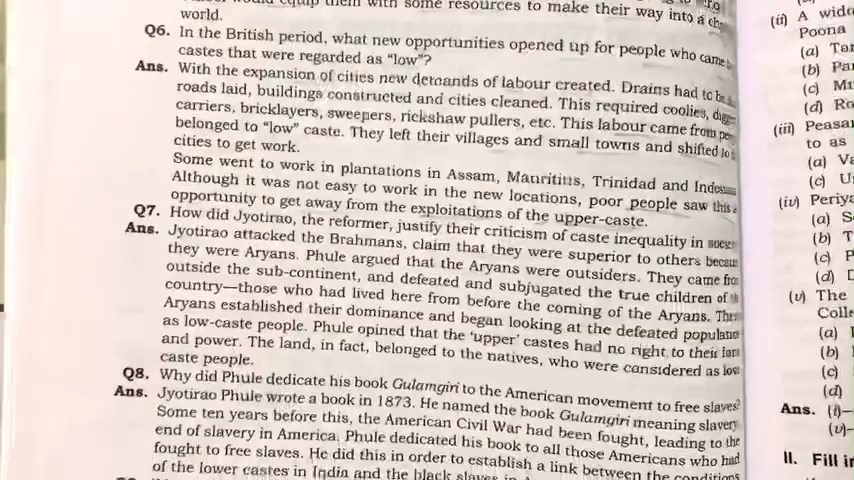 would equip them with some resources to make their way into a
world.
Q6. In the British period, what new opportunities opened up for people who came
castes that were regarded as “low”?
Ans. With the expansion of cities new demands of labour created. Drains had to be
roads laid, buildings constructed and cities cleaned. This required coolies,
carriers, bricklayers, sweepers, rickshaw pullers, etc. This labour came from
belonged to “low” caste. They left their villages and small towns and shifted to
cities to get work.
Some went to work in plantations in Assam, Mauritius, Trinidad and
Although it was not easy to work in the new locations, poor people saw this
opportunity to get away from the exploitations of the upper-caste.
Q7. How did Jyotirao, the reformer, justify their criticism of caste inequality in
Ans. Jyotirao attacked the Brahmans, claim that they were superior to others
they were Aryans. Phule argued that the Aryans were outsiders. They came
outside the sub-continent, and defeated and subjugated the true children of
country—those who had lived here from before the coming of the Aryans.
Aryans established their dominance and began looking at the defeated
as low-caste people. Phule opined that the ‘upper’ castes had no right to their
and power. The land, in fact, belonged to the natives, who were cansidered as low
caste people.
Q8. Why did Phule dedicate his book Gulamgiri to the American movement to free slaves?
Ans. Jyotirao Phule wrote a book in 1873. He named the book Gulamgiri meaning slavery
Some ten years before this, the American Civil War had been fought, leading to the
end of slavery in America. Phule dedicated his book to all those Americans who had
fought to free slaves. He did this in order to establish a link between the conditions
of the lower castes in India and the black slaves in
(ii) A
Poona
(a)
(b)
(c)
(d)
(iii)
to as
(a)
(c)
(iv)
(a)
(b)
(c)
(d)
(v) The
(a)
(b)
(c)
(d)
Ans. (i)—
(v)—
II. Fill